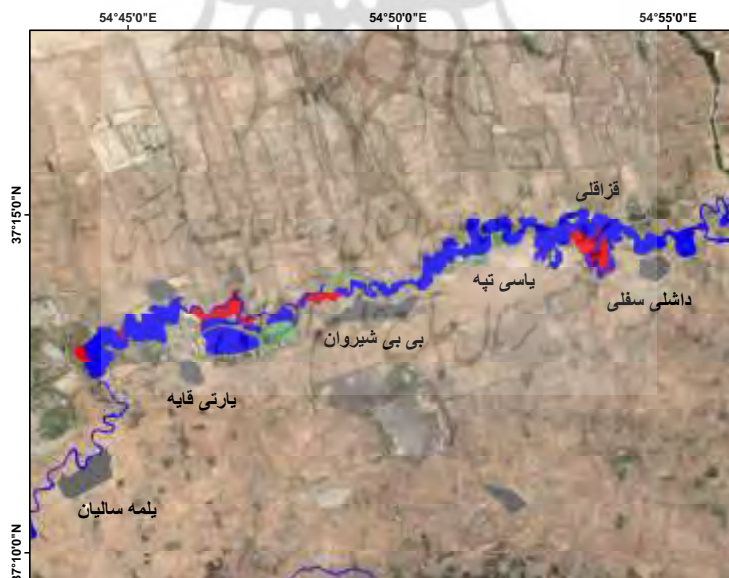 54°45'0"E 54°50'0"E 54°55'0"E
37°15'0"N
قزاقلی
یاسی تپه
داشلی سفلی
بی بی شیروان
یارتی قایه
یلمه سالیان
37°10'0"N